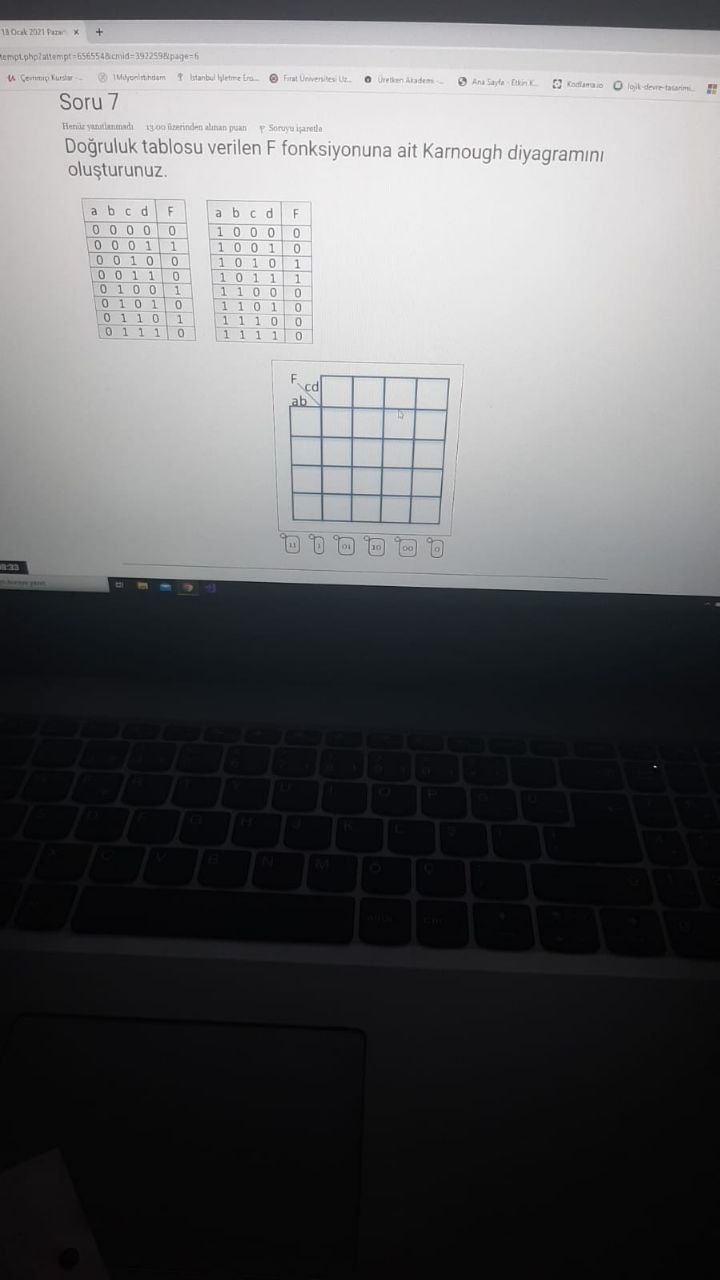 18 Ocak 2021 Pazar x +
tempt.php?attempt=656554&cmid=392259&page=6
Çevrimiçi Kurslar -... 1Milyonİstihdam İstanbul İşletme Ens... Fırat Üniversitesi Uz... Üretken Akademi -... Ana Sayfa - Etkin K... Kodlama.io lojik-devre-tasarimi...
Soru 7
Henüz yanıtlanmadı 13,00 üzerinden alınan puan Soruyu işaretle
Doğruluk tablosu verilen F fonksiyonuna ait Karnough diyagramını
oluşturunuz.
a b c d F
0 0 0 0 0
0 0 0 1 1
0 0 1 0 0
0 0 1 1 0
0 1 0 0 1
0 1 0 1 0
0 1 1 0 1
0 1 1 1 0
a b c d F
1 0 0 0 0
1 0 0 1 0
1 0 1 0 1
1 0 1 1 1
1 1 0 0 0
1 1 0 1 0
1 1 1 0 0
1 1 1 1 0
F
cd
ab
11 1 01 10 00 0
8:33